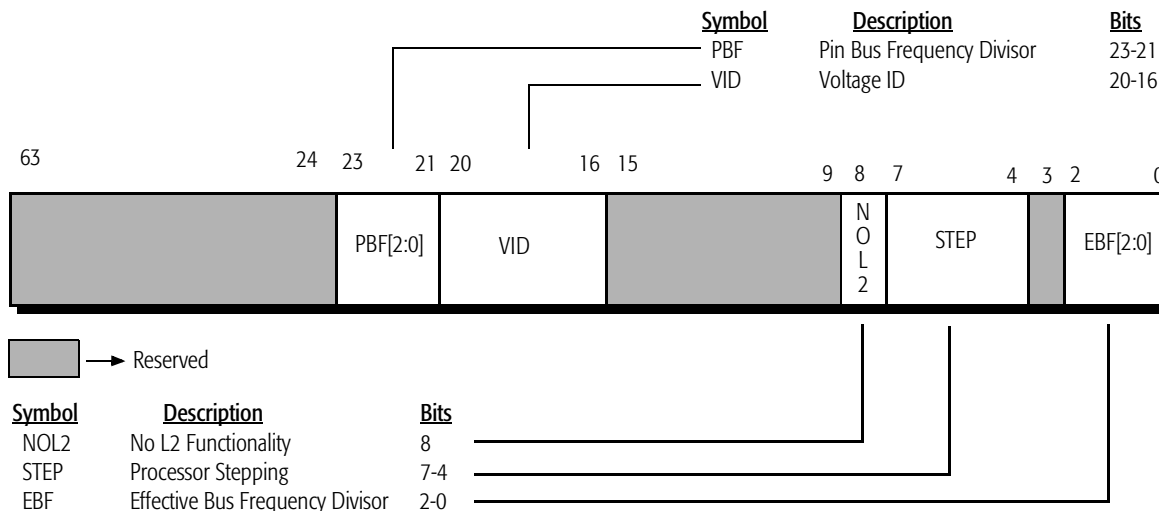 Symbol Description Bits
PBF Pin Bus Frequency Divisor 23-21
VID Voltage ID 20-16
63 24 23 21 20 16 15 9 8 7 4 3 2 0
PBF[2:0] VID N O L 2 STEP EBF[2:0]
Reserved
Symbol Description Bits
NOL2 No L2 Functionality 8
STEP Processor Stepping 7-4
EBF Effective Bus Frequency Divisor 2-0